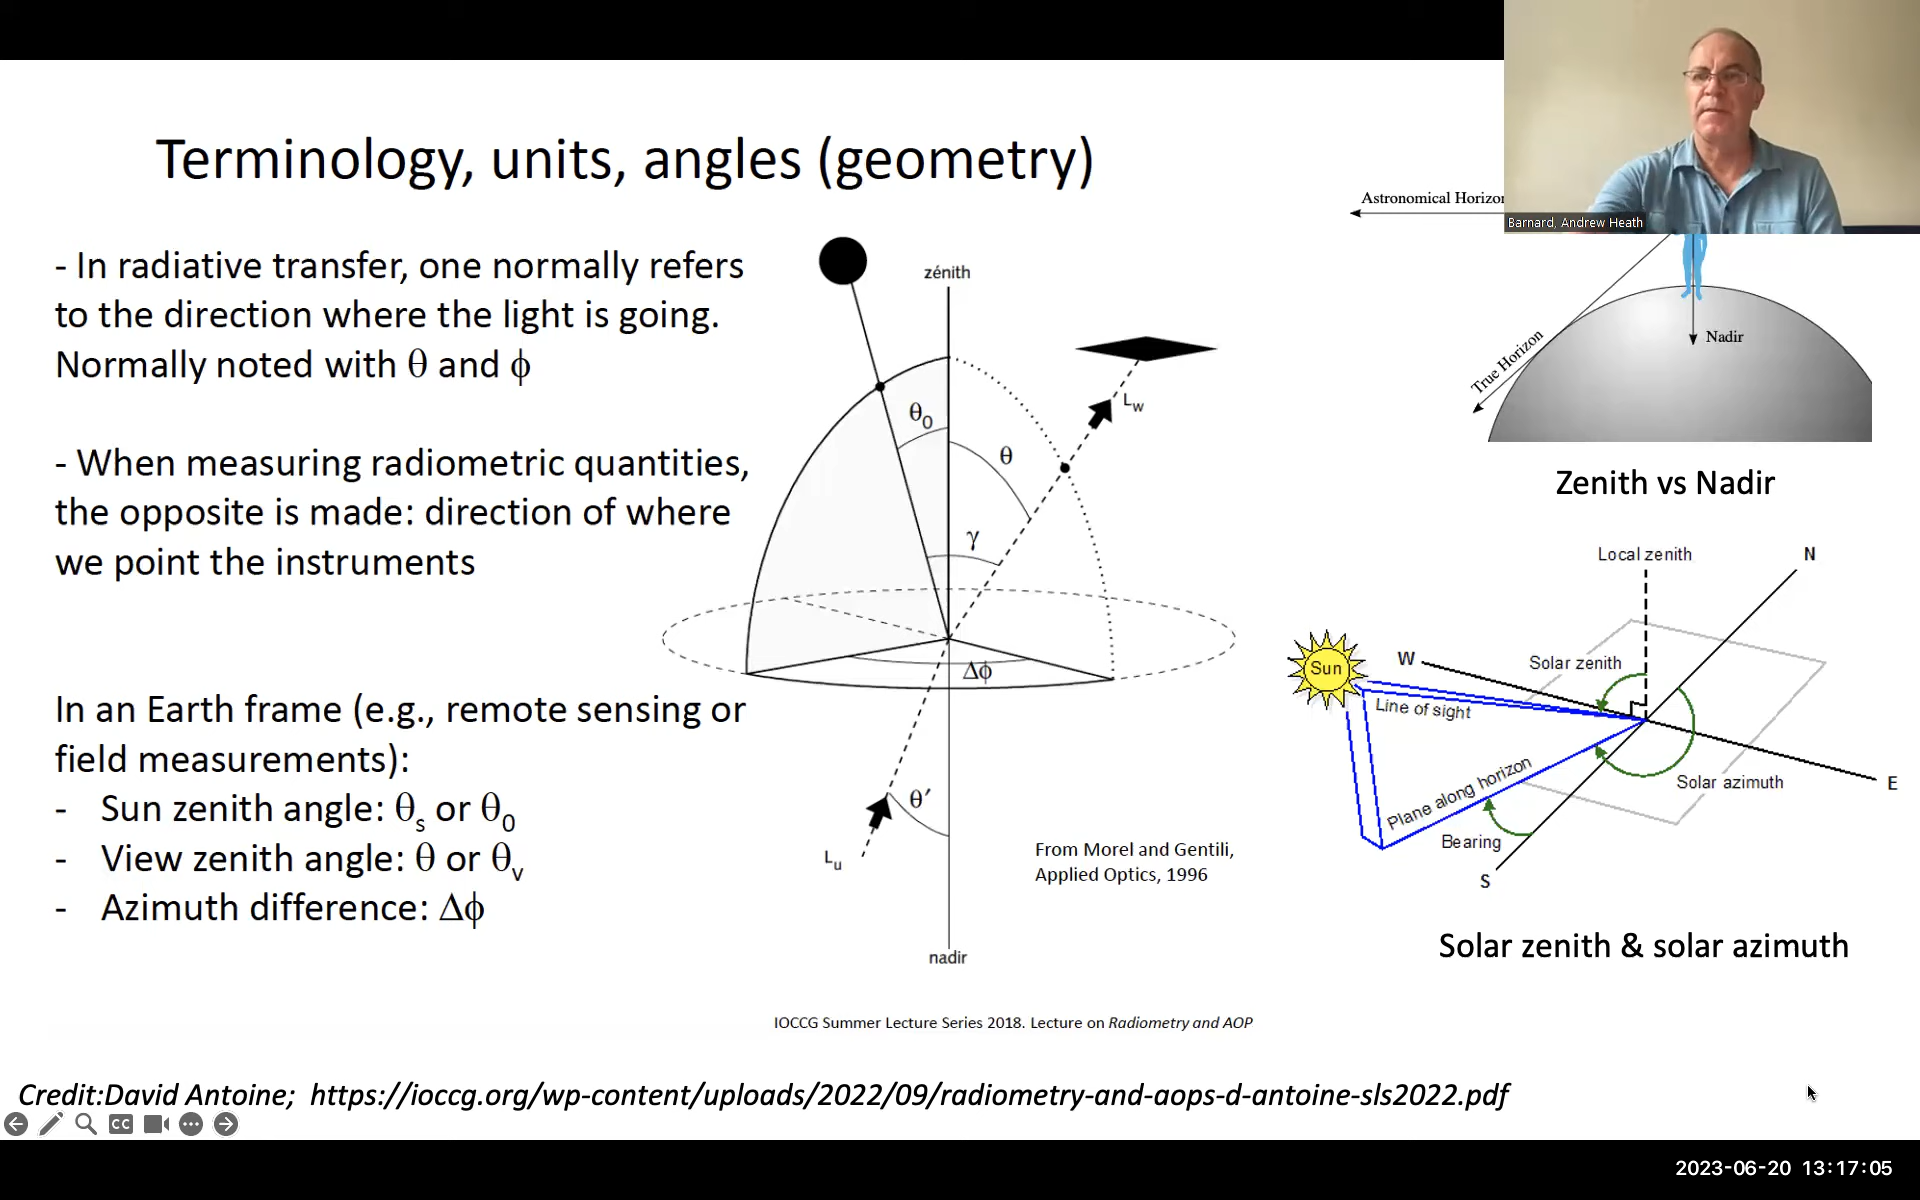 Terminology, units, angles (geometry)
- In radiative transfer, one normally refers
to the direction where the light is going.
Normally noted with θ and ϕ
- When measuring radiometric quantities,
the opposite is made: direction of where
we point the instruments
In an Earth frame (e.g., remote sensing or
field measurements):
- Sun zenith angle: θs or θ0
- View zenith angle: θ or θv
- Azimuth difference: Δϕ
zénith
θ0
θ
Lw
γ
Δϕ
θ′
Lu
nadir
From Morel and Gentili,
Applied Optics, 1996
IOCCG Summer Lecture Series 2018. Lecture on Radiometry and AOP
Barnard, Andrew Heath
Astronomical
True Horizon
Nadir
Zenith vs Nadir
Local zenith
N
W
Solar zenith
Sun
Line of sight
Plane along horizon
Solar azimuth
E
Bearing
S
Solar zenith & solar azimuth
Credit:David Antoine; https://ioccg.org/wp-content/uploads/2022/09/radiometry-and-aops-d-antoine-sls2022.pdf
CC
2023-06-20 13:17:05